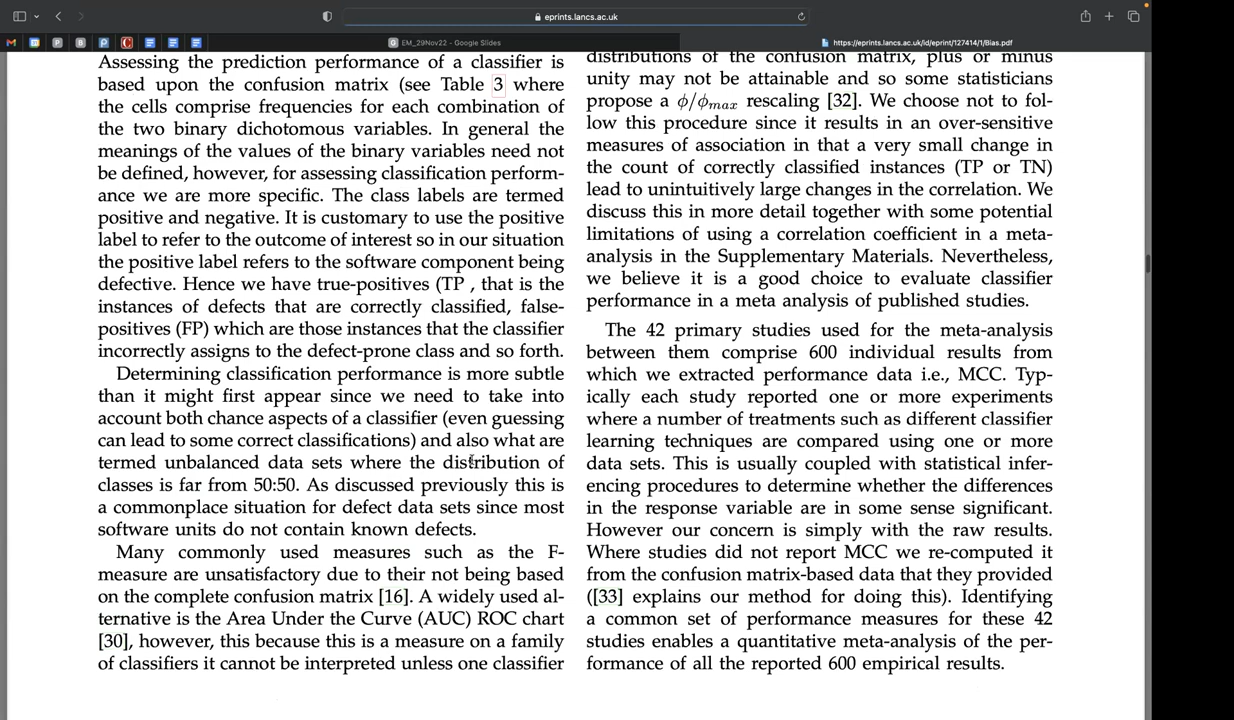 eprints.lancs.ac.uk
EM_29Nov22 - Google Slides
https://eprints.lancs.ac.uk/id/eprint/127414/1/Bias.pdf
Assessing the prediction performance of a classifier is
based upon the confusion matrix (see Table 3 where
the cells comprise frequencies for each combination of
the two binary dichotomous variables. In general the
meanings of the values of the binary variables need not
be defined, however, for assessing classification perform-
ance we are more specific. The class labels are termed
positive and negative. It is customary to use the positive
label to refer to the outcome of interest so in our situation
the positive label refers to the software component being
defective. Hence we have true-positives (TP , that is the
instances of defects that are correctly classified, false-
positives (FP) which are those instances that the classifier
incorrectly assigns to the defect-prone class and so forth.
Determining classification performance is more subtle
than it might first appear since we need to take into
account both chance aspects of a classifier (even guessing
can lead to some correct classifications) and also what are
termed unbalanced data sets where the distribution of
classes is far from 50:50. As discussed previously this is
a commonplace situation for defect data sets since most
software units do not contain known defects.
Many commonly used measures such as the F-
measure are unsatisfactory due to their not being based
on the complete confusion matrix [16]. A widely used al-
ternative is the Area Under the Curve (AUC) ROC chart
[30], however, this because this is a measure on a family
of classifiers it cannot be interpreted unless one classifier
distributions of the confusion matrix, plus or minus
unity may not be attainable and so some statisticians
propose a ϕ/ϕmax rescaling [32]. We choose not to fol-
low this procedure since it results in an over-sensitive
measures of association in that a very small change in
the count of correctly classified instances (TP or TN)
lead to unintuitively large changes in the correlation. We
discuss this in more detail together with some potential
limitations of using a correlation coefficient in a meta-
analysis in the Supplementary Materials. Nevertheless,
we believe it is a good choice to evaluate classifier
performance in a meta analysis of published studies.
The 42 primary studies used for the meta-analysis
between them comprise 600 individual results from
which we extracted performance data i.e., MCC. Typ-
ically each study reported one or more experiments
where a number of treatments such as different classifier
learning techniques are compared using one or more
data sets. This is usually coupled with statistical infer-
encing procedures to determine whether the differences
in the response variable are in some sense significant.
However our concern is simply with the raw results.
Where studies did not report MCC we re-computed it
from the confusion matrix-based data that they provided
([33] explains our method for doing this). Identifying
a common set of performance measures for these 42
studies enables a quantitative meta-analysis of the per-
formance of all the reported 600 empirical results.